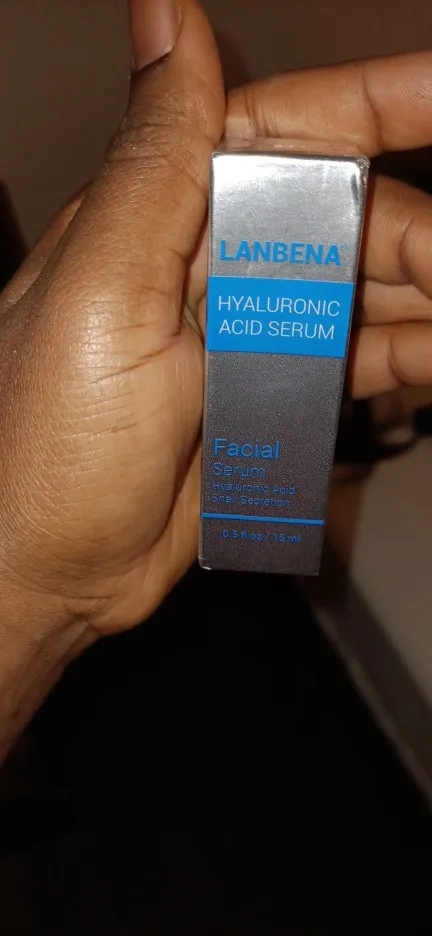 LANBENA
HYALURONIC
ACID SERUM
Facial
Serum
Hyaluronic Acid
Snail Secretion
0.5 fl oz / 15 ml